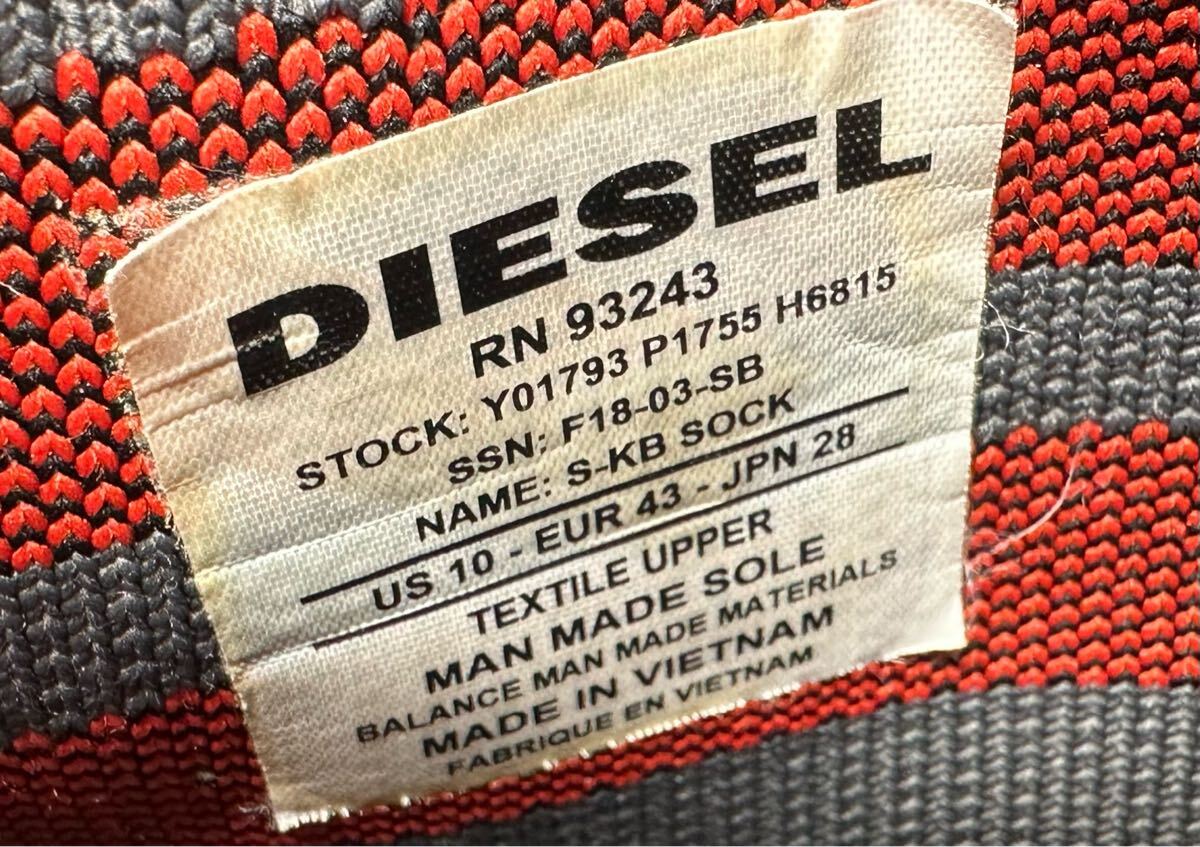 DIESEL
RN 93243
STOCK: Y01793 P1755 H6815
SSN: F18-03-SB
NAME: S-KB SOCK
US 10 - EUR 43 - JPN 28
TEXTILE UPPER
MAN MADE SOLE
BALANCE MAN MADE MATERIALS
MADE IN VIETNAM
FABRIQUE EN VIETNAM